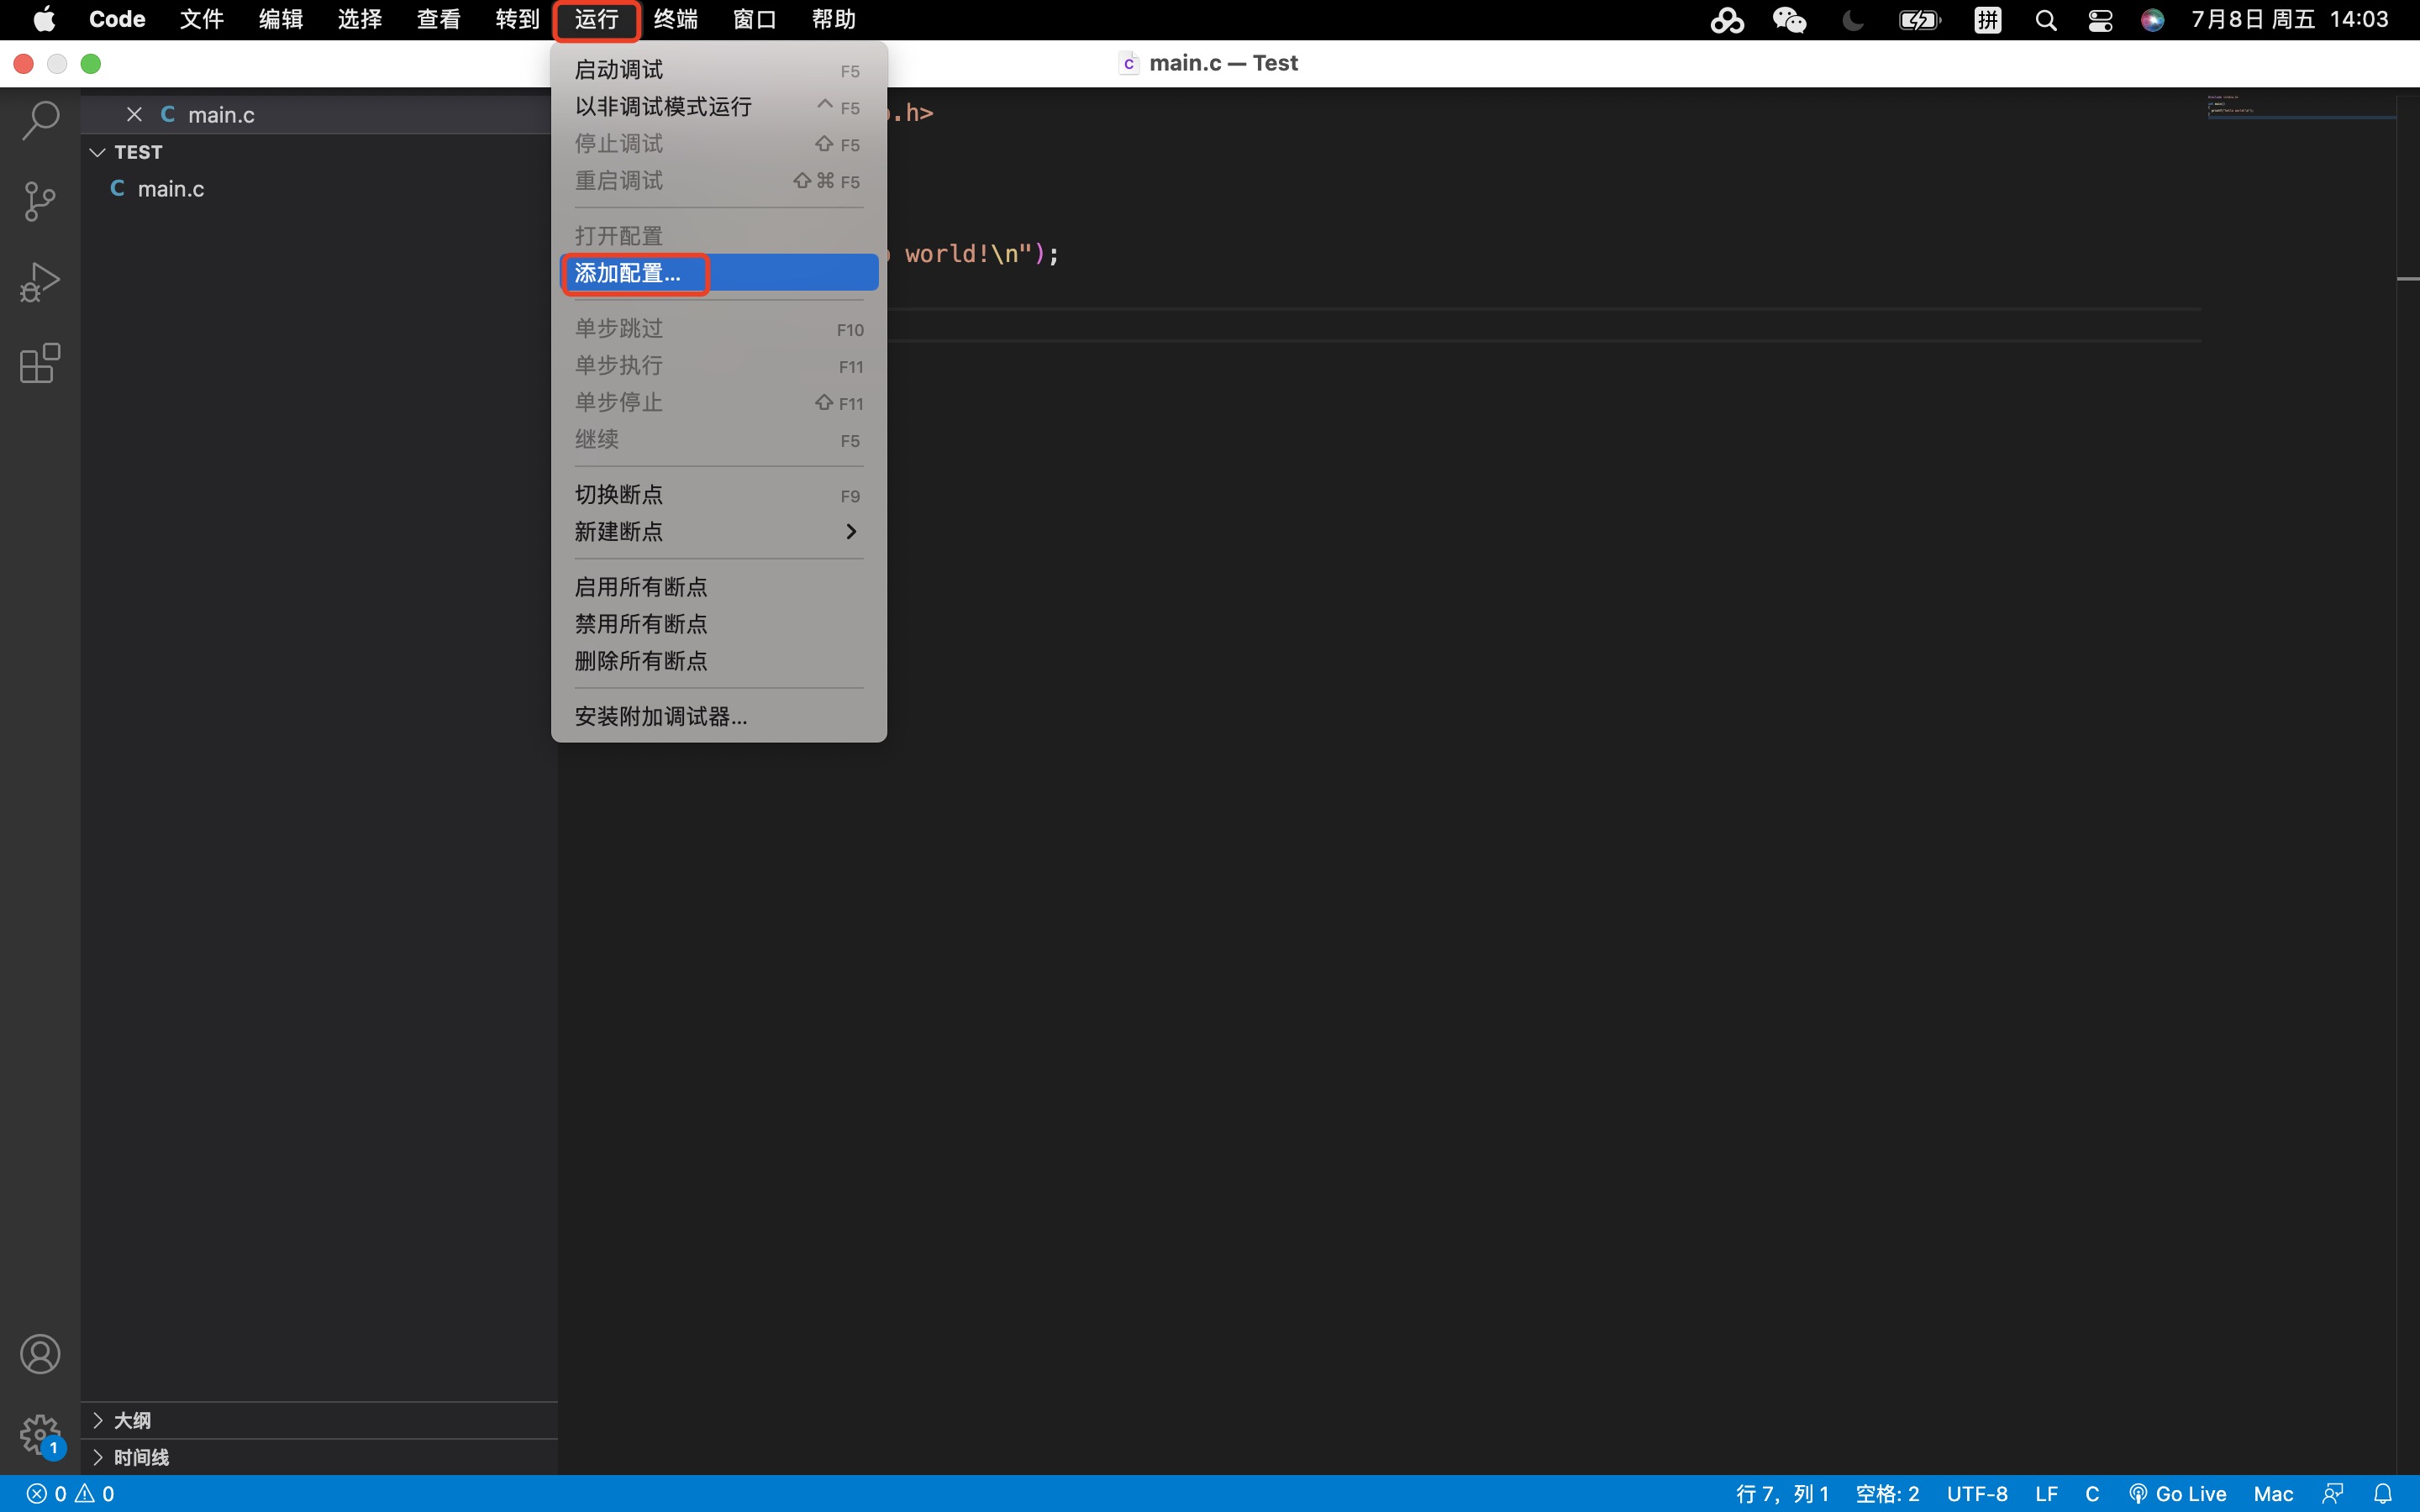 Code 文件 编辑 选择 查看 转到 运行 终端 窗口 帮助 拼 7月8日 周五 14:03
C main.c — Test
C main.c
TEST
C main.c
启动调试 F5
以非调试模式运行 ^ F5
停止调试 ⇧ F5
重启调试 ⇧ ⌘ F5
打开配置
添加配置...
单步跳过 F10
单步执行 F11
单步停止 ⇧ F11
继续 F5
切换断点 F9
新建断点
启用所有断点
禁用所有断点
删除所有断点
安装附加调试器...
.h>
world!\n");
大纲
1
时间线
0 0 行 7，列 1 空格: 2 UTF-8 LF C Go Live Mac